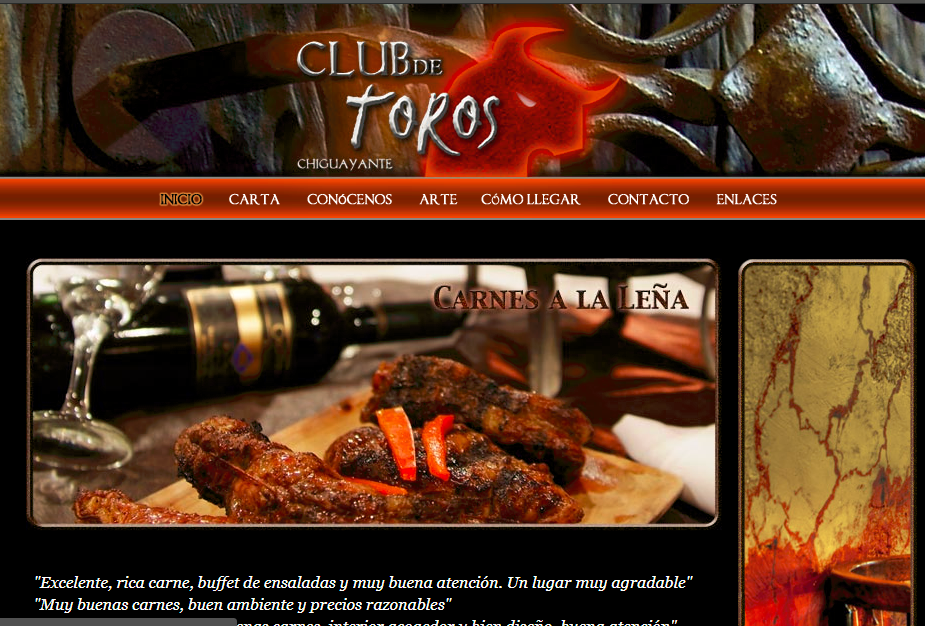 CLUB DE
TOROS
CHIGUAYANTE
INICIO CARTA CONóCENOS ARTE CóMO LLEGAR CONTACTO ENLACES
CARNES A LA LEÑA
"Excelente, rica carne, buffet de ensaladas y muy buena atención. Un lugar muy agradable"
"Muy buenas carnes, buen ambiente y precios razonables"
carnes, interior acogedor y bien diseño, buena atención"